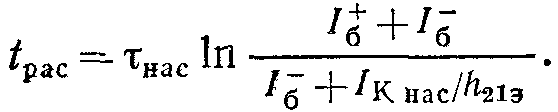 t_рас = τ_нас ln (I_б^+ + I_б^-) / (I_б^- + I_К нас/h_21э).